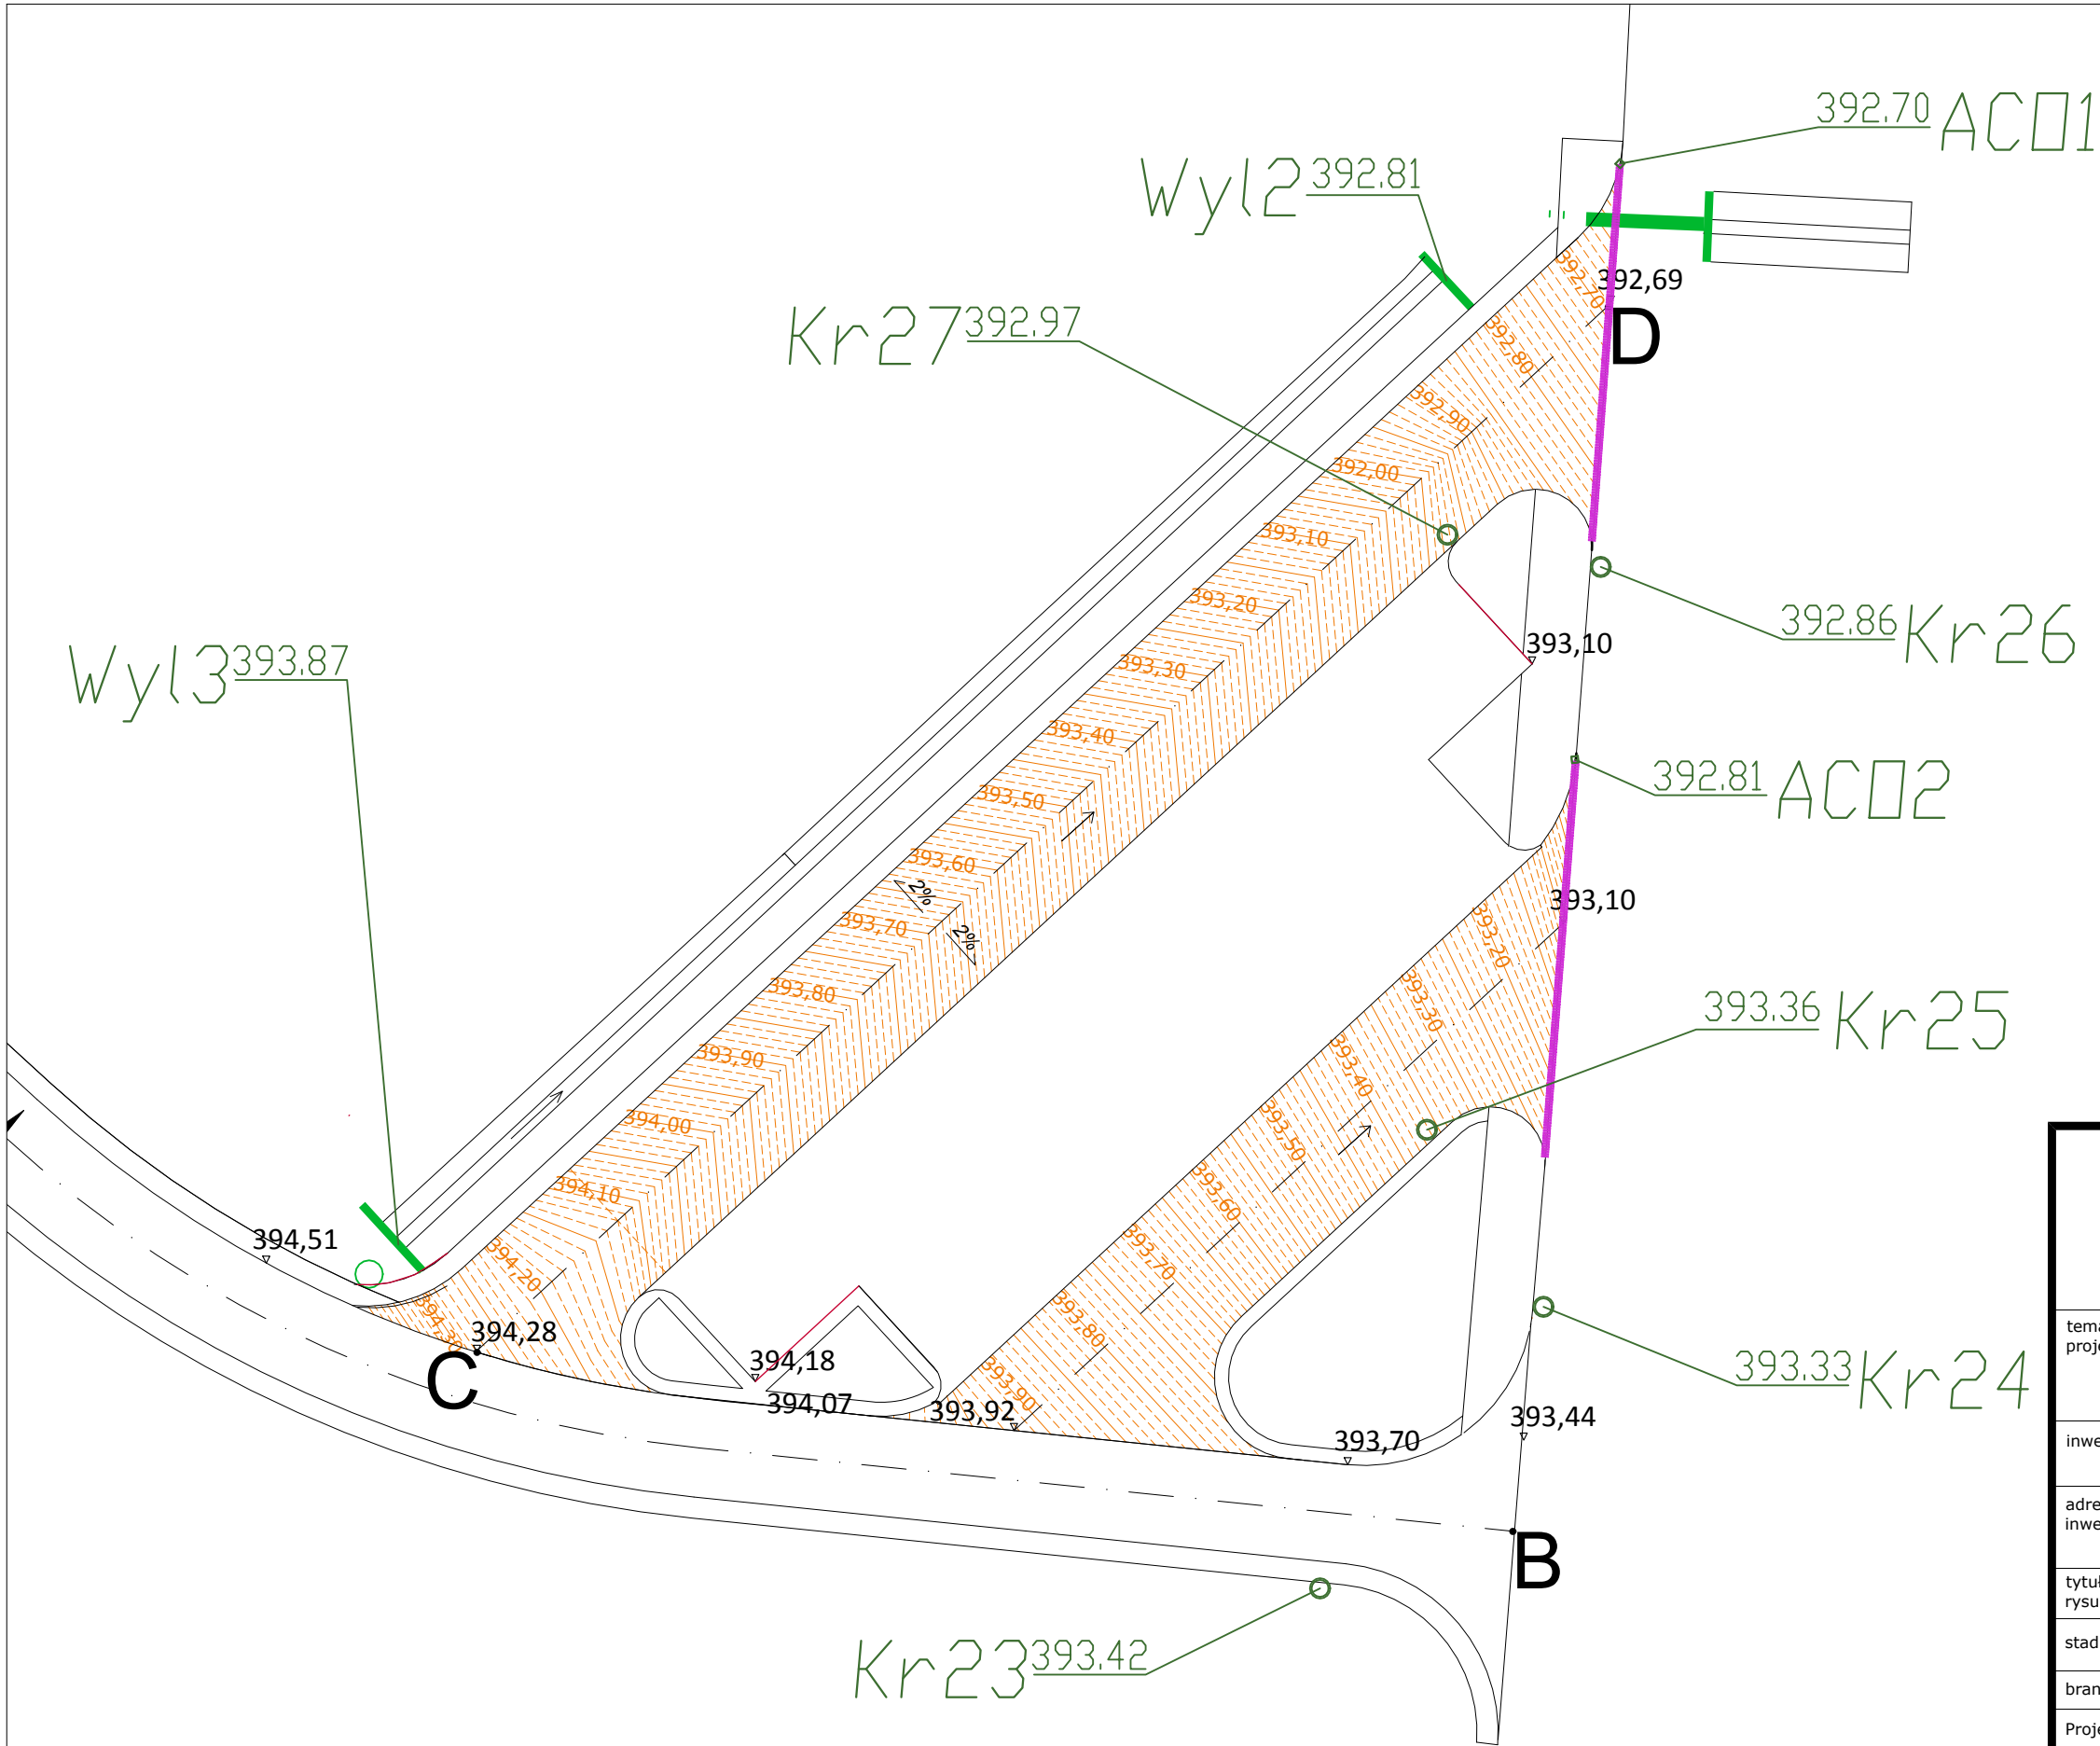 392.70 ACO1
Wyl2 392.81
392,70
392,69
D
392,80
Kr27 392.97
392,90
392,00
393,10
393,20
392.86 Kr26
393,10
393,30
Wyl3 393.87
393,40
392.81 ACO2
393,50
393,60
2%
393,10
393,70
2%
393,20
393,80
393,30
393.36 Kr25
393,90
393,40
394,00
393,50
394,10
393,60
394,51
394,20
393,70
394,30
394,28
393,80
C
394,18
393.33 Kr24
394,07
393,90
393,92
393,44
393,70
B
Kr23 393.42
tema
proje
inwe
adre
inwe
tytuł
rysu
stad
bran
Proje